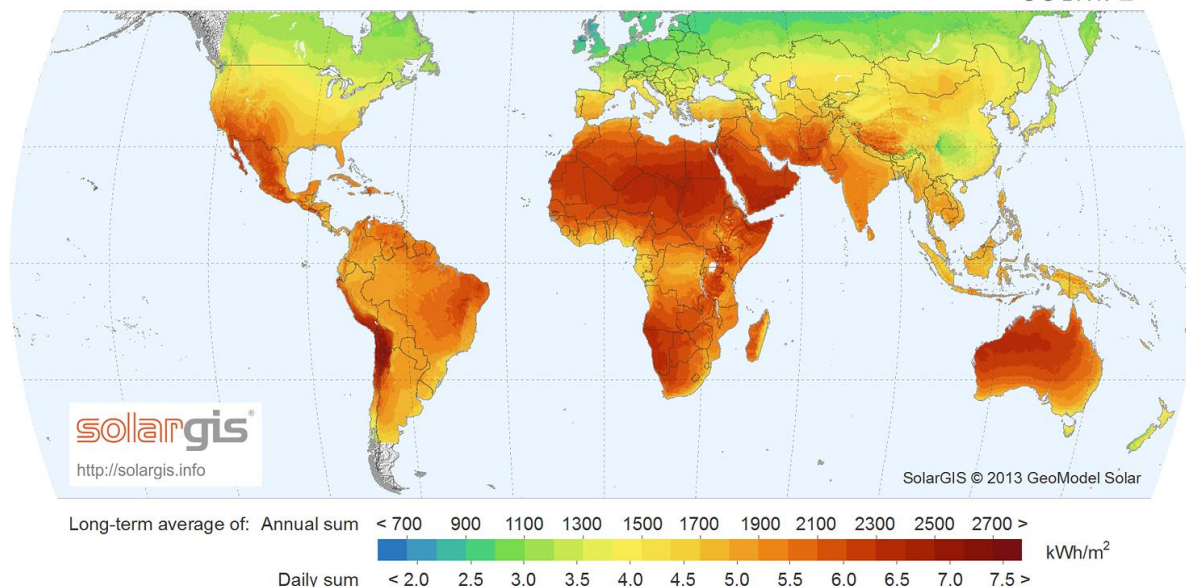 solargis®
http://solargis.info
SolarGIS © 2013 GeoModel Solar
Long-term average of: Annual sum < 700 900 1100 1300 1500 1700 1900 2100 2300 2500 2700 >
kWh/m²
Daily sum < 2.0 2.5 3.0 3.5 4.0 4.5 5.0 5.5 6.0 6.5 7.0 7.5 >